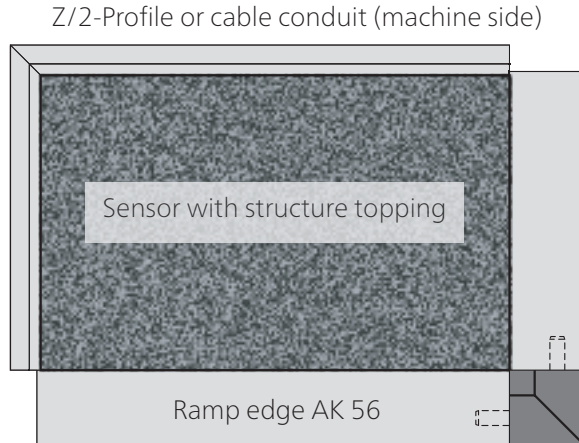 Z/2-Profile or cable conduit (machine side)
Sensor with structure topping
Ramp edge AK 56